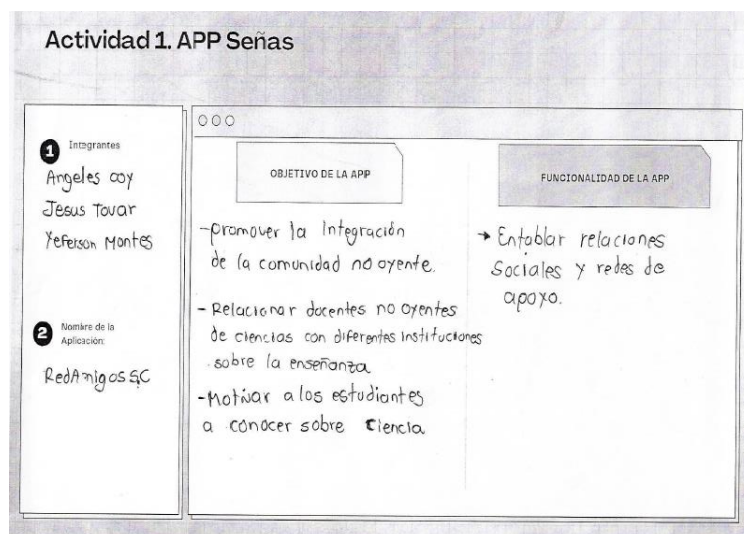 Actividad 1. APP Señas
1 Integrantes
Angeles coy
Jesus Tovar
Yeferson Montes
2 Nombre de la
Aplicación:
RedAmigos SC
OBJETIVO DE LA APP
-promover la Integración
de la comunidad no oyente.
- Relacionar docentes no oyentes
de ciencias con diferentes instituciones
sobre la enseñanza
-Motivar a los estudiantes
a conocer sobre ciencia
FUNCIONALIDAD DE LA APP
→ Entablar relaciones
Sociales y redes de
apoyo.